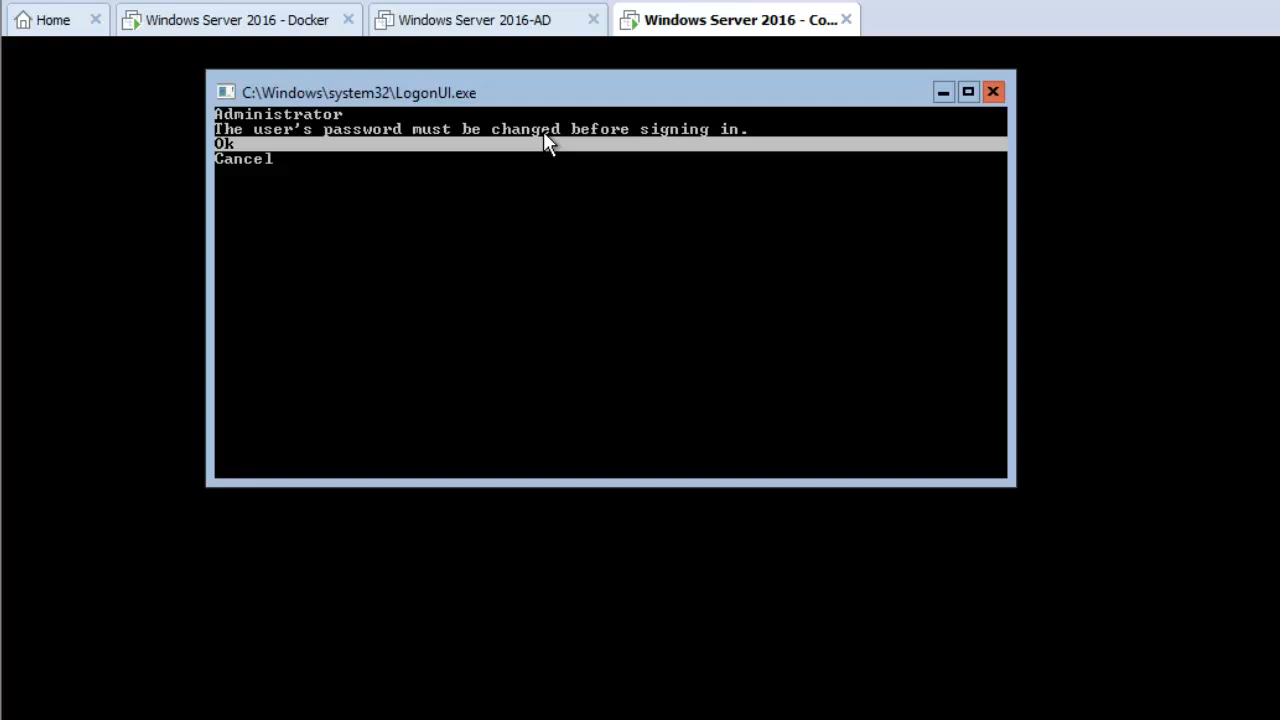 Home
Windows Server 2016 - Docker
Windows Server 2016-AD
Windows Server 2016 - Co...
C:\Windows\system32\LogonUI.exe
Administrator
The user's password must be changed before signing in.
Ok
Cancel